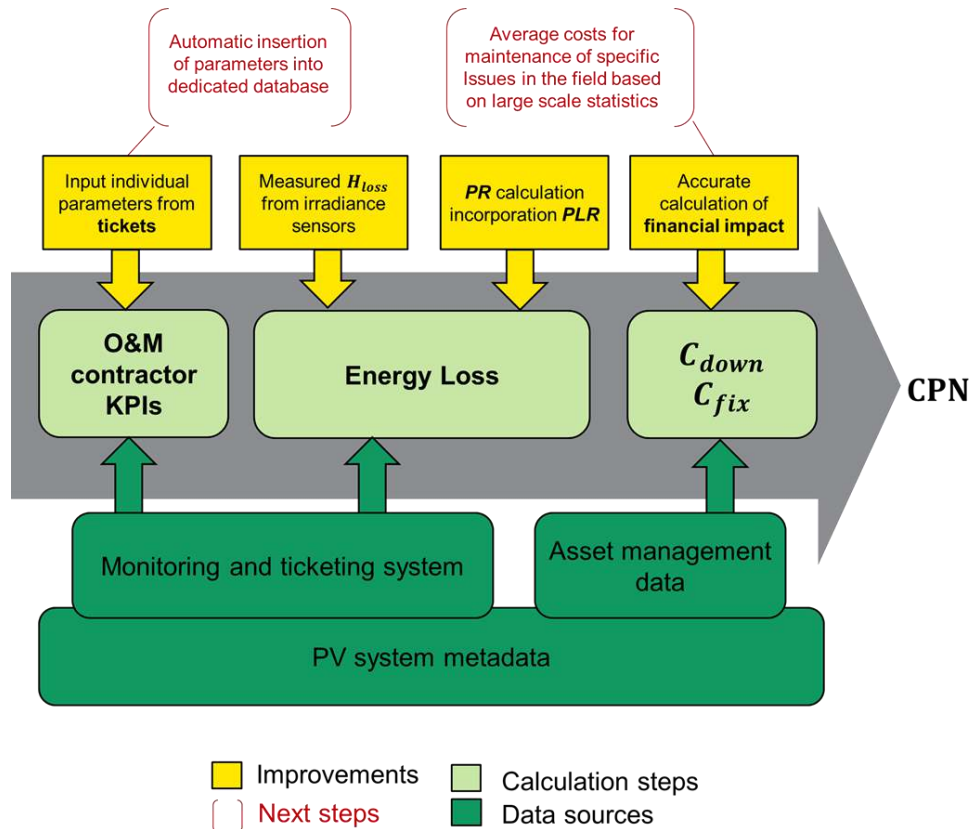 Automatic insertion
of parameters into
dedicated database
Average costs for
maintenance of specific
Issues in the field based
on large scale statistics
Input individual
parameters from
tickets
Measured H_loss
from irradiance
sensors
PR calculation
incorporation PLR
Accurate
calculation of
financial impact
O&M
contractor
KPIs
Energy Loss
C_down
C_fix
CPN
Monitoring and ticketing system
Asset management
data
PV system metadata
Improvements
Calculation steps
Next steps
Data sources